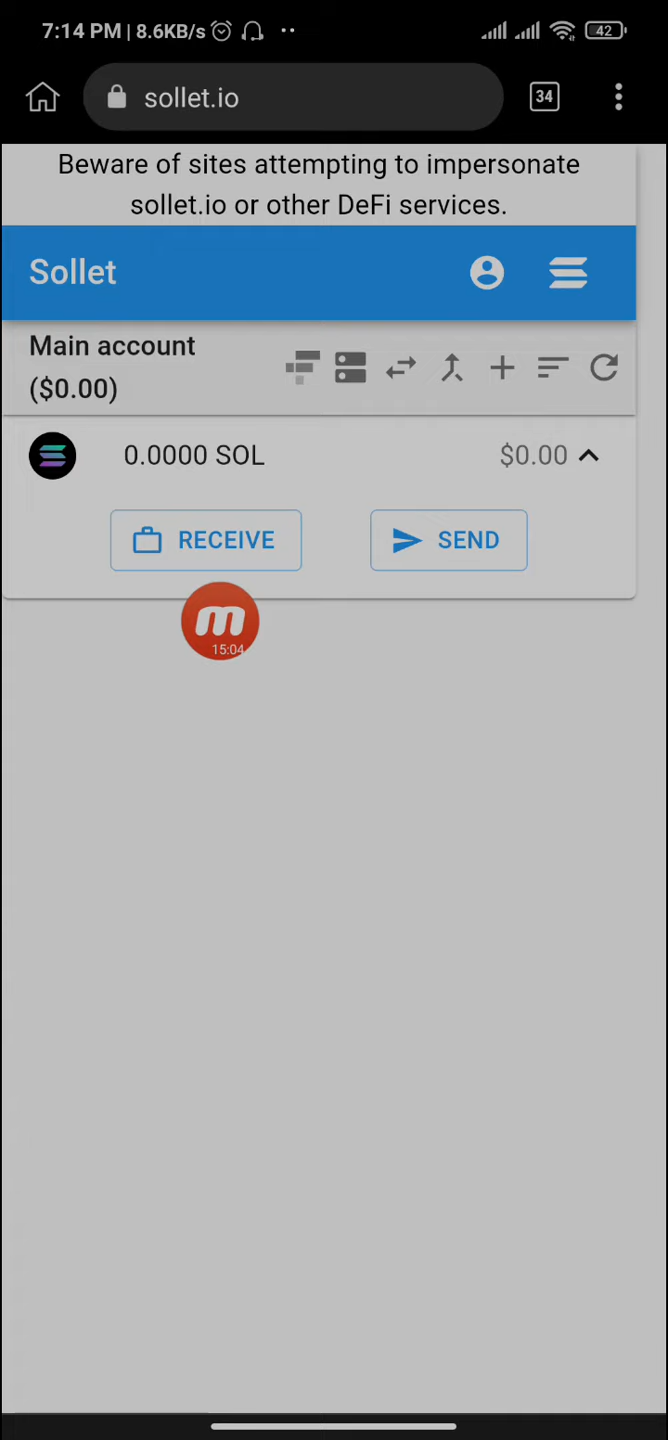 7:14 PM | 8.6KB/s
42
sollet.io
34
Beware of sites attempting to impersonate
sollet.io or other DeFi services.
Sollet
Main account
($0.00)
0.0000 SOL
$0.00
RECEIVE
SEND
m
15:04